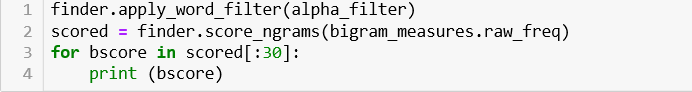 1 finder.apply_word_filter(alpha_filter)
2 scored = finder.score_ngrams(bigram_measures.raw_freq)
3 for bscore in scored[:30]:
4     print (bscore)